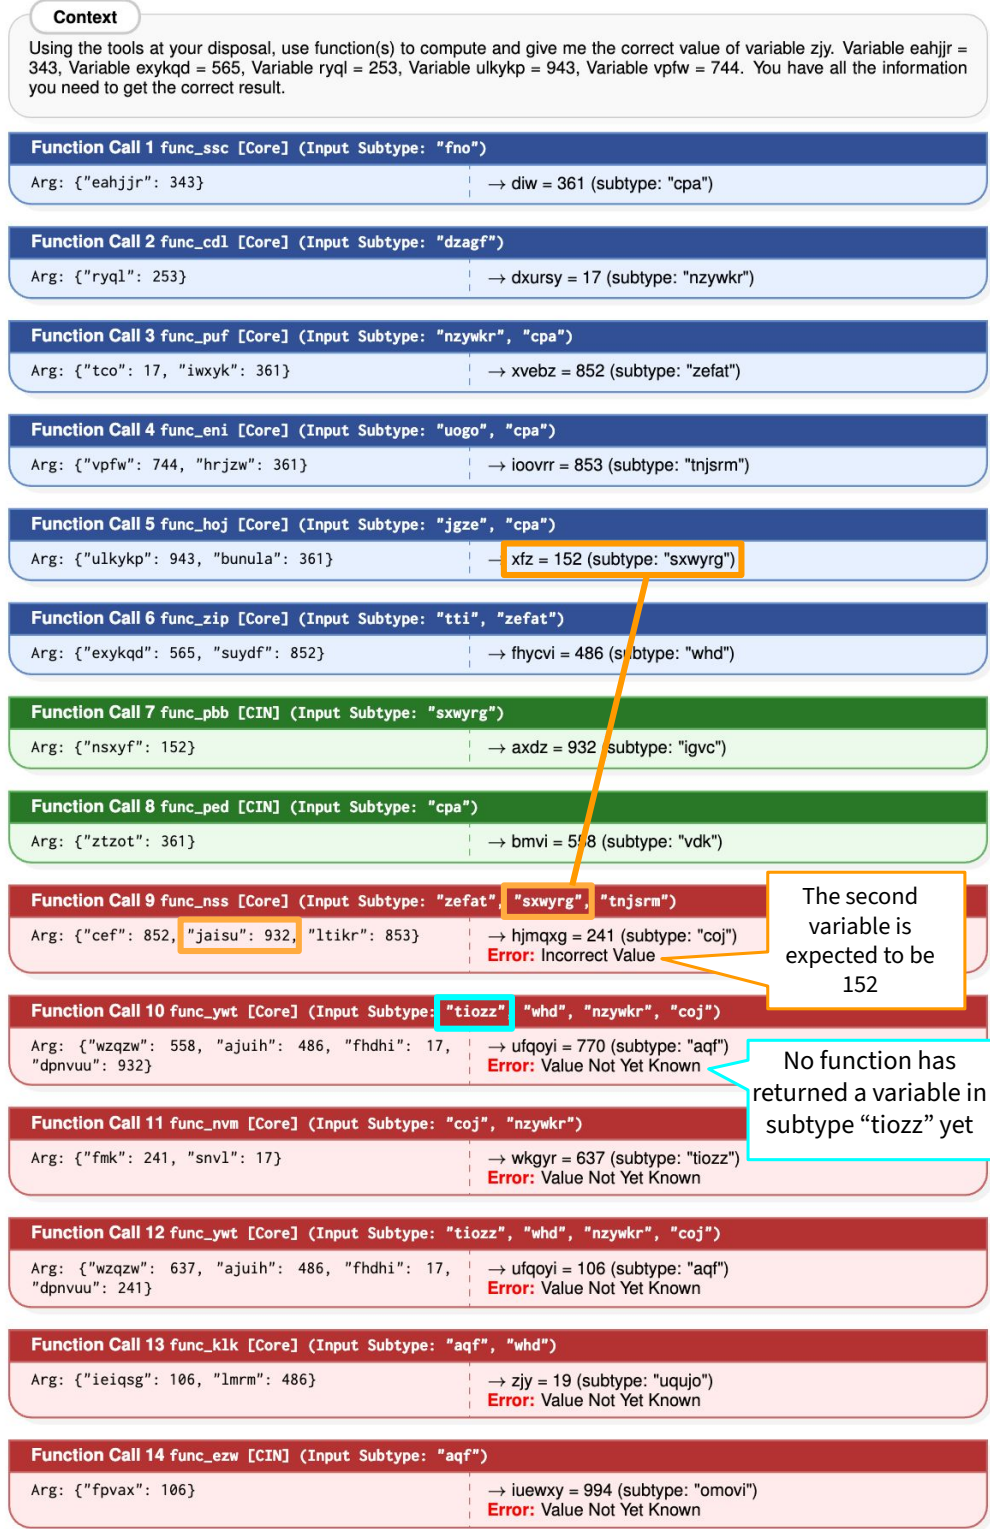 Context
Using the tools at your disposal, use function(s) to compute and give me the correct value of variable zjy. Variable eahjjr =
343, Variable exykqd = 565, Variable ryql = 253, Variable ulkykp = 943, Variable vpfw = 744. You have all the information
you need to get the correct result.
Function Call 1 func_ssc [Core] (Input Subtype: "fno")
Arg: {"eahjjr": 343}
→ diw = 361 (subtype: "cpa")
Function Call 2 func_cdl [Core] (Input Subtype: "dzagf")
Arg: {"ryql": 253}
→ dxursy = 17 (subtype: "nzywkr")
Function Call 3 func_puf [Core] (Input Subtype: "nzywkr", "cpa")
Arg: {"tco": 17, "iwxyk": 361}
→ xvebz = 852 (subtype: "zefat")
Function Call 4 func_eni [Core] (Input Subtype: "uogo", "cpa")
Arg: {"vpfw": 744, "hrjzw": 361}
→ ioovrr = 853 (subtype: "tnjsrm")
Function Call 5 func_hoj [Core] (Input Subtype: "jgze", "cpa")
Arg: {"ulkykp": 943, "bunula": 361}
→ xfz = 152 (subtype: "sxwyrg")
Function Call 6 func_zip [Core] (Input Subtype: "tti", "zefat")
Arg: {"exykqd": 565, "suydf": 852}
→ fhycvi = 486 (subtype: "whd")
Function Call 7 func_pbb [CIN] (Input Subtype: "sxwyrg")
Arg: {"nsxyf": 152}
→ axdz = 932 (subtype: "igvc")
Function Call 8 func_ped [CIN] (Input Subtype: "cpa")
Arg: {"ztzot": 361}
→ bmvi = 558 (subtype: "vdk")
Function Call 9 func_nss [Core] (Input Subtype: "zefat", "sxwyrg", "tnjsrm")
Arg: {"cef": 852, "jaisu": 932, "ltikr": 853}
→ hjmqxg = 241 (subtype: "coj")
Error: Incorrect Value
The second
variable is
expected to be
152
Function Call 10 func_ywt [Core] (Input Subtype: "tiozz", "whd", "nzywkr", "coj")
Arg: {"wzqzw": 558, "ajuih": 486, "fhdhi": 17,
"dpnvuu": 932}
→ ufqoyi = 770 (subtype: "aqf")
Error: Value Not Yet Known
No function has
returned a variable in
subtype “tiozz” yet
Function Call 11 func_nvm [Core] (Input Subtype: "coj", "nzywkr")
Arg: {"fmk": 241, "snvl": 17}
→ wkgyr = 637 (subtype: "tiozz")
Error: Value Not Yet Known
Function Call 12 func_ywt [Core] (Input Subtype: "tiozz", "whd", "nzywkr", "coj")
Arg: {"wzqzw": 637, "ajuih": 486, "fhdhi": 17,
"dpnvuu": 241}
→ ufqoyi = 106 (subtype: "aqf")
Error: Value Not Yet Known
Function Call 13 func_klk [Core] (Input Subtype: "aqf", "whd")
Arg: {"ieiqsg": 106, "lmrm": 486}
→ zjy = 19 (subtype: "uqujo")
Error: Value Not Yet Known
Function Call 14 func_ezw [CIN] (Input Subtype: "aqf")
Arg: {"fpvax": 106}
→ iuewxy = 994 (subtype: "omovi")
Error: Value Not Yet Known